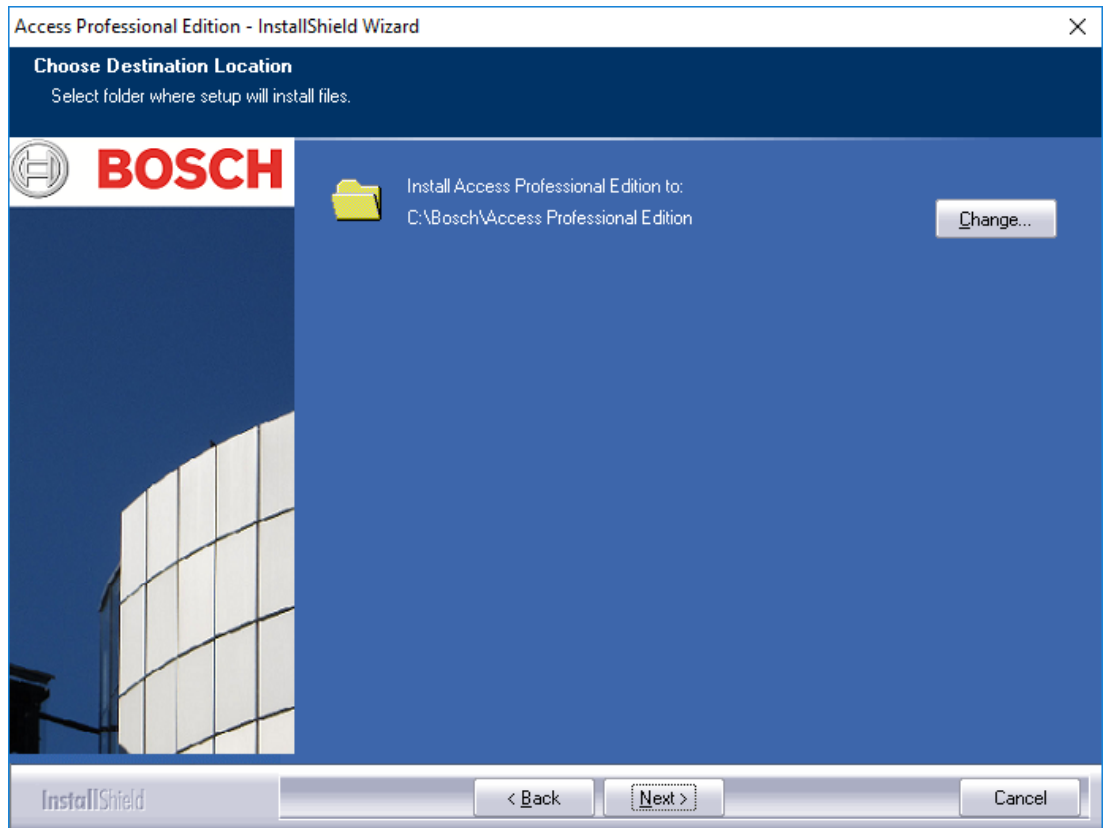 Access Professional Edition - InstallShield Wizard
Choose Destination Location
Select folder where setup will install files.
BOSCH
Install Access Professional Edition to:
C:\Bosch\Access Professional Edition
Change...
InstallShield
< Back
Next >
Cancel